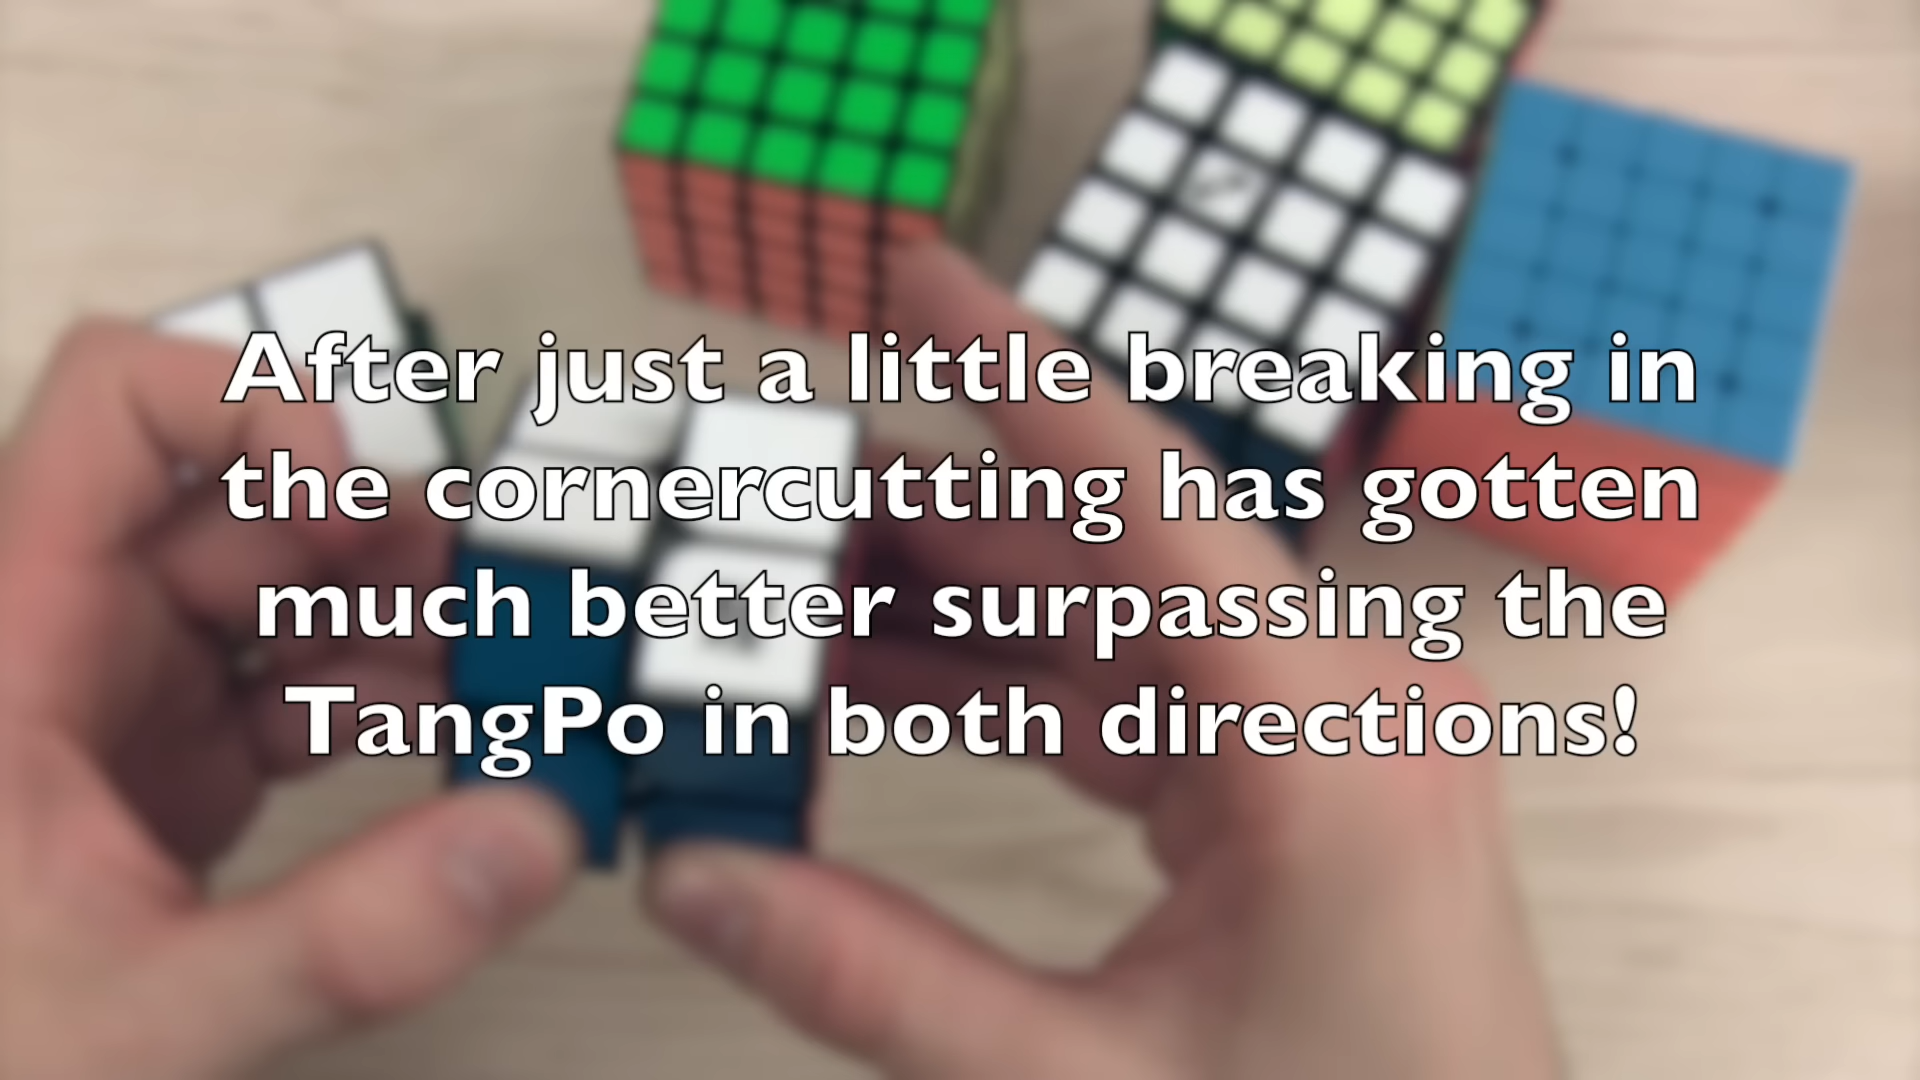 After just a little breaking in
the cornercutting has gotten
much better surpassing the
TangPo in both directions!